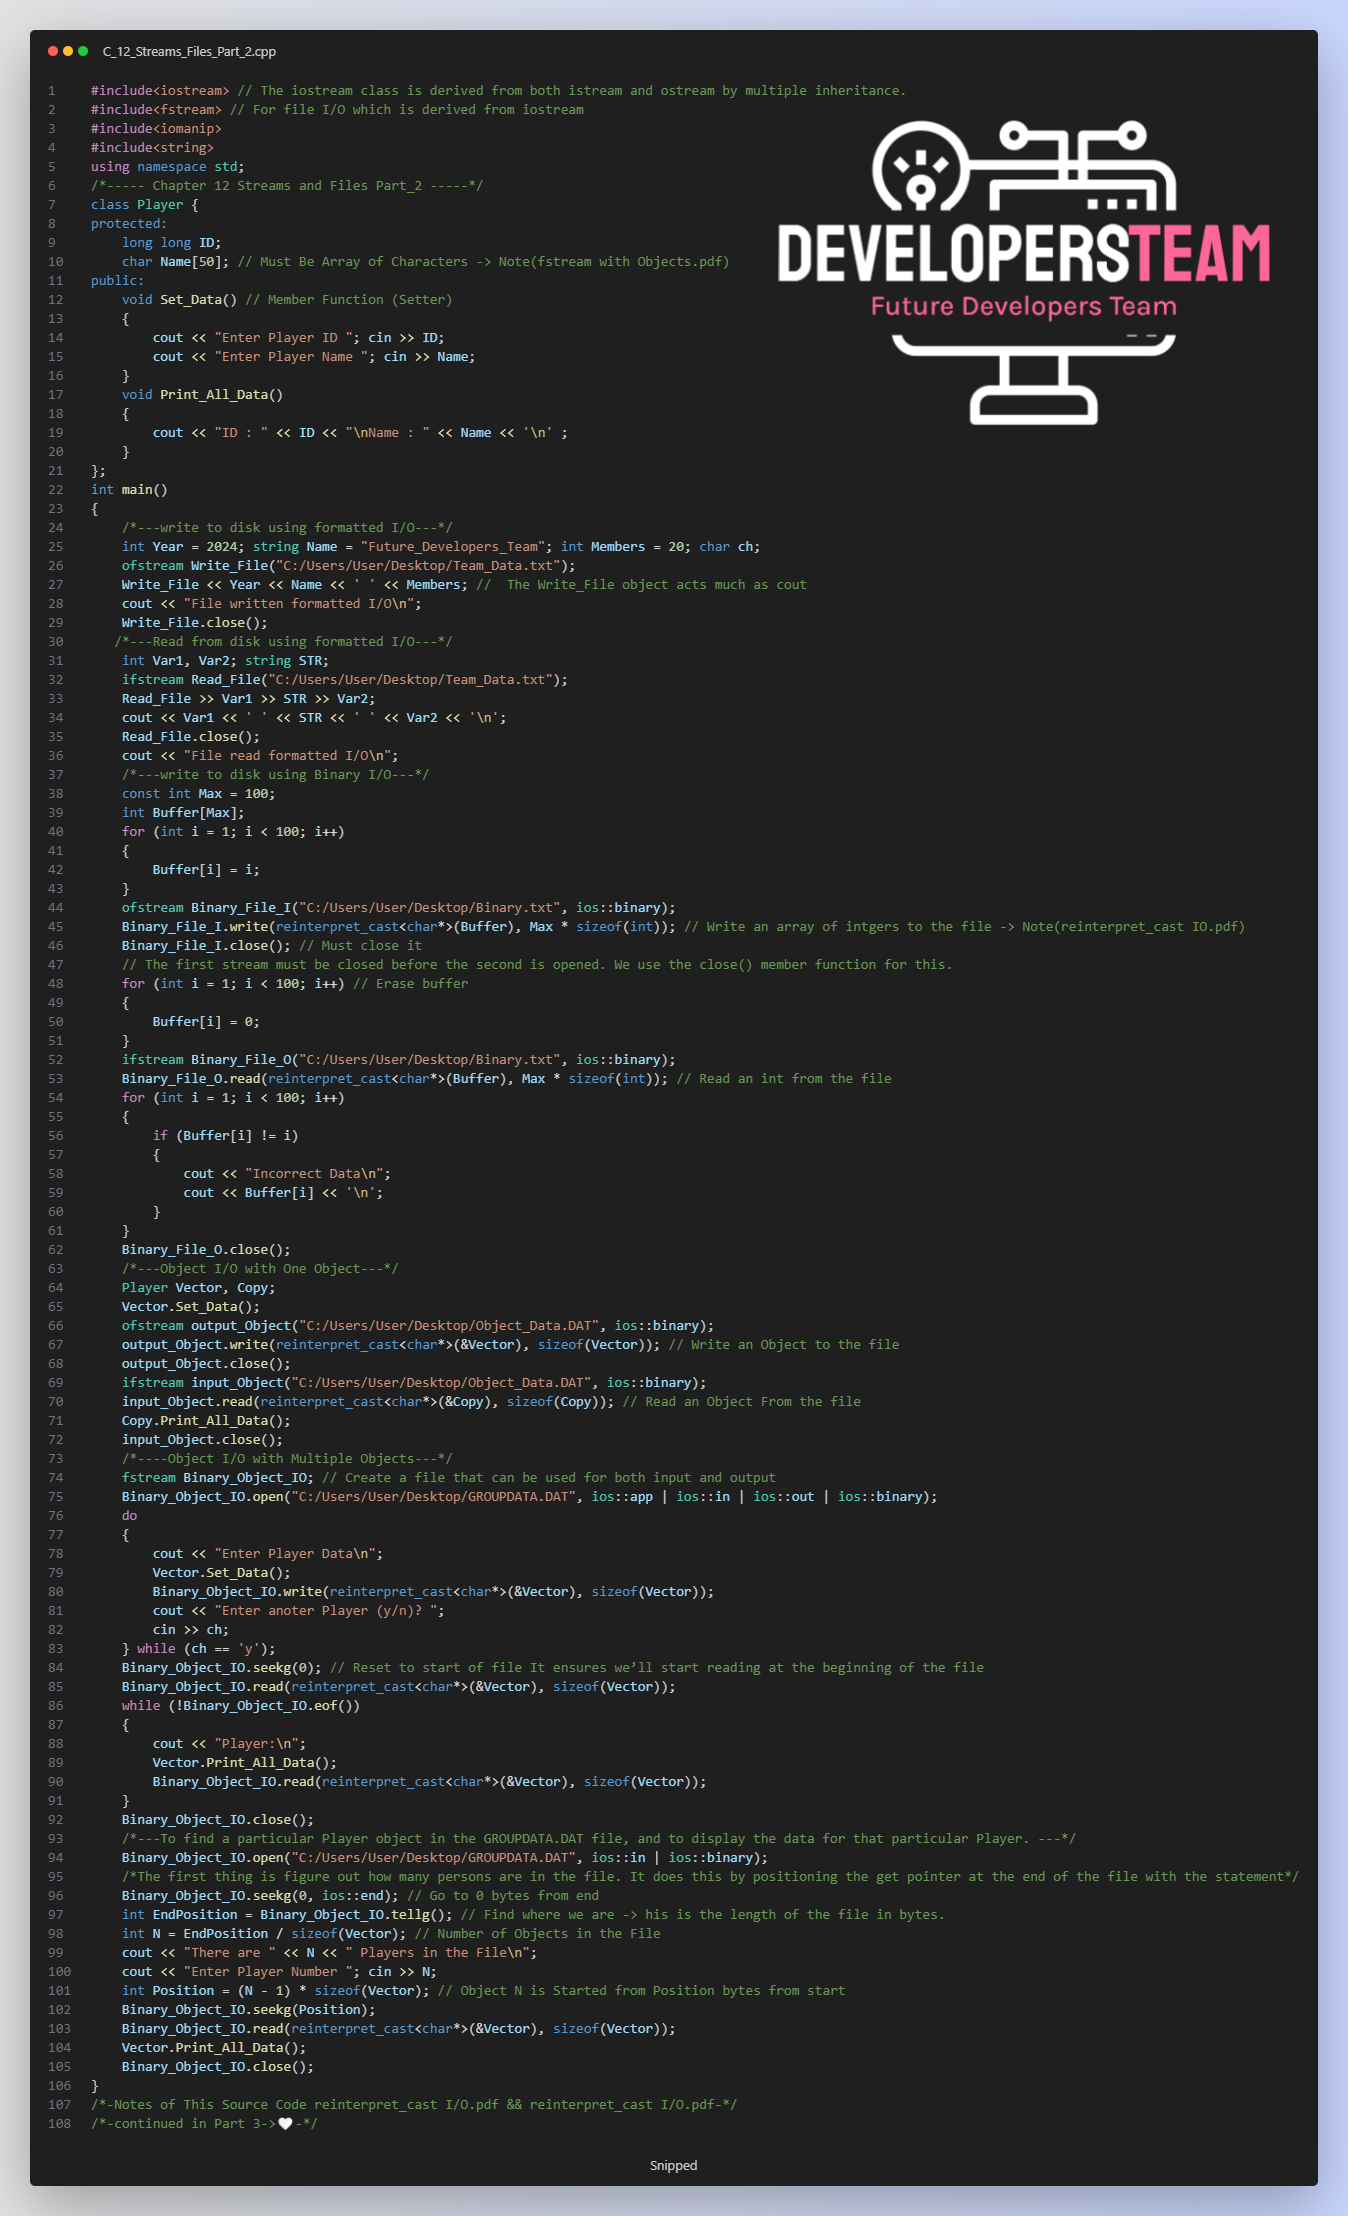 C_12_Streams_Files_Part_2.cpp
1 #include<iostream> // The iostream class is derived from both istream and ostream by multiple inheritance.
2 #include<fstream> // For file I/O which is derived from iostream
3 #include<iomanip>
4 #include<string>
5 using namespace std;
6 /*----- Chapter 12 Streams and Files Part_2 -----*/
7 class Player {
8 protected:
9     long long ID;
10     char Name[50]; // Must Be Array of Characters -> Note(fstream with Objects.pdf)
11 public:
12     void Set_Data() // Member Function (Setter)
13     {
14         cout << "Enter Player ID "; cin >> ID;
15         cout << "Enter Player Name "; cin >> Name;
16     }
17     void Print_All_Data()
18     {
19         cout << "ID : " << ID << "\nName : " << Name << '\n' ;
20     }
21 };
22 int main()
23 {
24     /*---write to disk using formatted I/O---*/
25     int Year = 2024; string Name = "Future_Developers_Team"; int Members = 20; char ch;
26     ofstream Write_File("C:/Users/User/Desktop/Team_Data.txt");
27     Write_File << Year << Name << ' ' << Members; //  The Write_File object acts much as cout
28     cout << "File written formatted I/O\n";
29     Write_File.close();
30    /*---Read from disk using formatted I/O---*/
31     int Var1, Var2; string STR;
32     ifstream Read_File("C:/Users/User/Desktop/Team_Data.txt");
33     Read_File >> Var1 >> STR >> Var2;
34     cout << Var1 << ' ' << STR << ' ' << Var2 << '\n';
35     Read_File.close();
36     cout << "File read formatted I/O\n";
37     /*---write to disk using Binary I/O---*/
38     const int Max = 100;
39     int Buffer[Max];
40     for (int i = 1; i < 100; i++)
41     {
42         Buffer[i] = i;
43     }
44     ofstream Binary_File_I("C:/Users/User/Desktop/Binary.txt", ios::binary);
45     Binary_File_I.write(reinterpret_cast<char*>(Buffer), Max * sizeof(int)); // Write an array of intgers to the file -> Note(reinterpret_cast IO.pdf)
46     Binary_File_I.close(); // Must close it
47     // The first stream must be closed before the second is opened. We use the close() member function for this.
48     for (int i = 1; i < 100; i++) // Erase buffer
49     {
50         Buffer[i] = 0;
51     }
52     ifstream Binary_File_O("C:/Users/User/Desktop/Binary.txt", ios::binary);
53     Binary_File_O.read(reinterpret_cast<char*>(Buffer), Max * sizeof(int)); // Read an int from the file
54     for (int i = 1; i < 100; i++)
55     {
56         if (Buffer[i] != i)
57         {
58             cout << "Incorrect Data\n";
59             cout << Buffer[i] << '\n';
60         }
61     }
62     Binary_File_O.close();
63     /*---Object I/O with One Object---*/
64     Player Vector, Copy;
65     Vector.Set_Data();
66     ofstream output_Object("C:/Users/User/Desktop/Object_Data.DAT", ios::binary);
67     output_Object.write(reinterpret_cast<char*>(&Vector), sizeof(Vector)); // Write an Object to the file
68     output_Object.close();
69     ifstream input_Object("C:/Users/User/Desktop/Object_Data.DAT", ios::binary);
70     input_Object.read(reinterpret_cast<char*>(&Copy), sizeof(Copy)); // Read an Object From the file
71     Copy.Print_All_Data();
72     input_Object.close();
73     /*----Object I/O with Multiple Objects---*/
74     fstream Binary_Object_IO; // Create a file that can be used for both input and output
75     Binary_Object_IO.open("C:/Users/User/Desktop/GROUPDATA.DAT", ios::app | ios::in | ios::out | ios::binary);
76     do
77     {
78         cout << "Enter Player Data\n";
79         Vector.Set_Data();
80         Binary_Object_IO.write(reinterpret_cast<char*>(&Vector), sizeof(Vector));
81         cout << "Enter anoter Player (y/n)? ";
82         cin >> ch;
83     } while (ch == 'y');
84     Binary_Object_IO.seekg(0); // Reset to start of file It ensures we’ll start reading at the beginning of the file
85     Binary_Object_IO.read(reinterpret_cast<char*>(&Vector), sizeof(Vector));
86     while (!Binary_Object_IO.eof())
87     {
88         cout << "Player:\n";
89         Vector.Print_All_Data();
90         Binary_Object_IO.read(reinterpret_cast<char*>(&Vector), sizeof(Vector));
91     }
92     Binary_Object_IO.close();
93     /*---To find a particular Player object in the GROUPDATA.DAT file, and to display the data for that particular Player. ---*/
94     Binary_Object_IO.open("C:/Users/User/Desktop/GROUPDATA.DAT", ios::in | ios::binary);
95     /*The first thing is figure out how many persons are in the file. It does this by positioning the get pointer at the end of the file with the statement*/
96     Binary_Object_IO.seekg(0, ios::end); // Go to 0 bytes from end
97     int EndPosition = Binary_Object_IO.tellg(); // Find where we are -> his is the length of the file in bytes.
98     int N = EndPosition / sizeof(Vector); // Number of Objects in the File
99     cout << "There are " << N << " Players in the File\n";
100     cout << "Enter Player Number "; cin >> N;
101     int Position = (N - 1) * sizeof(Vector); // Object N is Started from Position bytes from start
102     Binary_Object_IO.seekg(Position);
103     Binary_Object_IO.read(reinterpret_cast<char*>(&Vector), sizeof(Vector));
104     Vector.Print_All_Data();
105     Binary_Object_IO.close();
106 }
107 /*-Notes of This Source Code reinterpret_cast I/O.pdf && reinterpret_cast I/O.pdf-*/
108 /*-continued in Part 3->🤍-*/
DEVELOPERSTEAM
Future Developers Team
Snipped